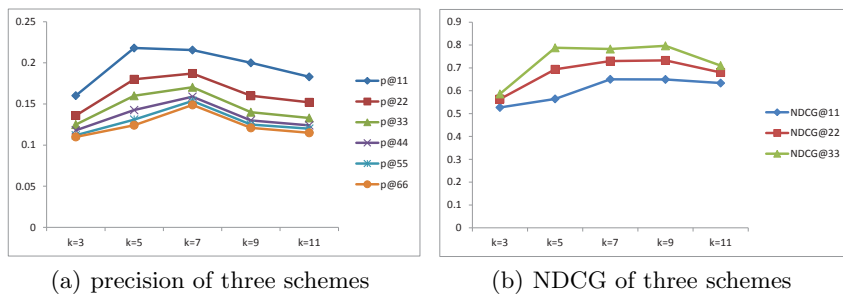 0.25
0.2
0.15
0.1
0.05
0
k=3 k=5 k=7 k=9 k=11
p@11
p@22
p@33
p@44
p@55
p@66
(a) precision of three schemes
0.9
0.8
0.7
0.6
0.5
0.4
0.3
0.2
0.1
0
k=3 k=5 k=7 k=9 k=11
NDCG@11
NDCG@22
NDCG@33
(b) NDCG of three schemes